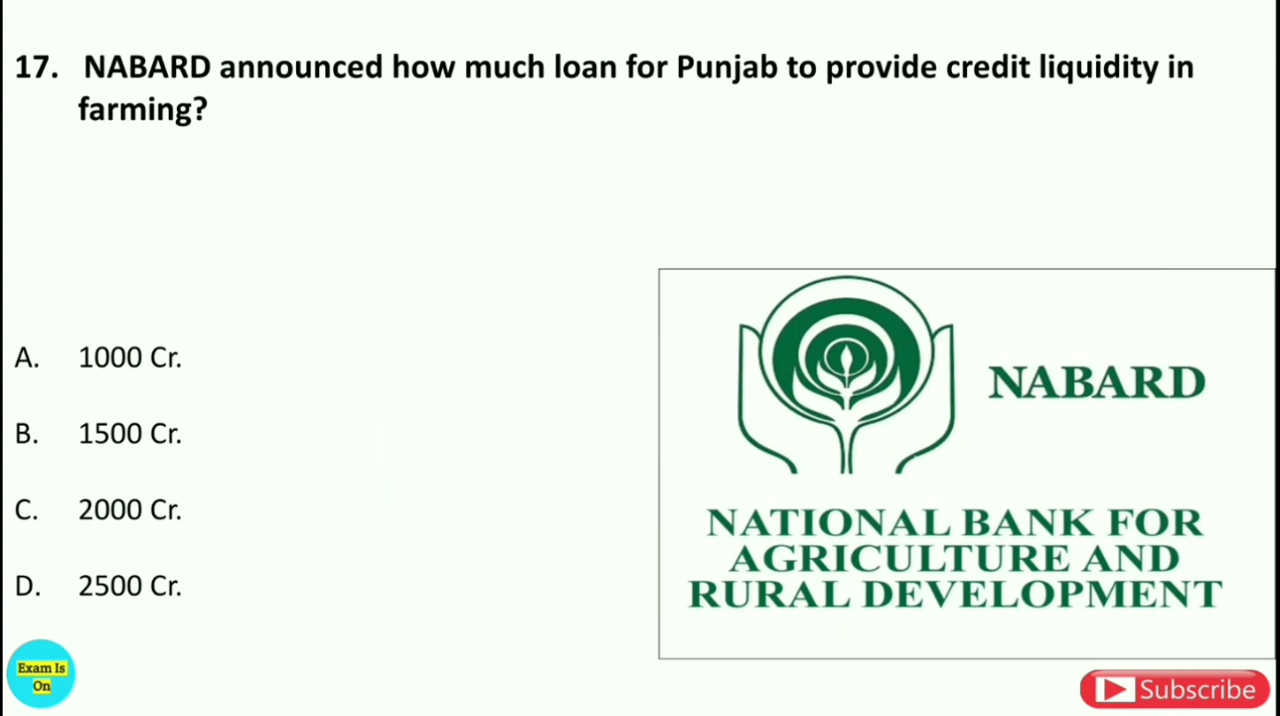 17. NABARD announced how much loan for Punjab to provide credit liquidity in
farming?
A. 1000 Cr.
B. 1500 Cr.
C. 2000 Cr.
D. 2500 Cr.
NABARD
NATIONAL BANK FOR
AGRICULTURE AND
RURAL DEVELOPMENT
Exam Is
On
Subscribe